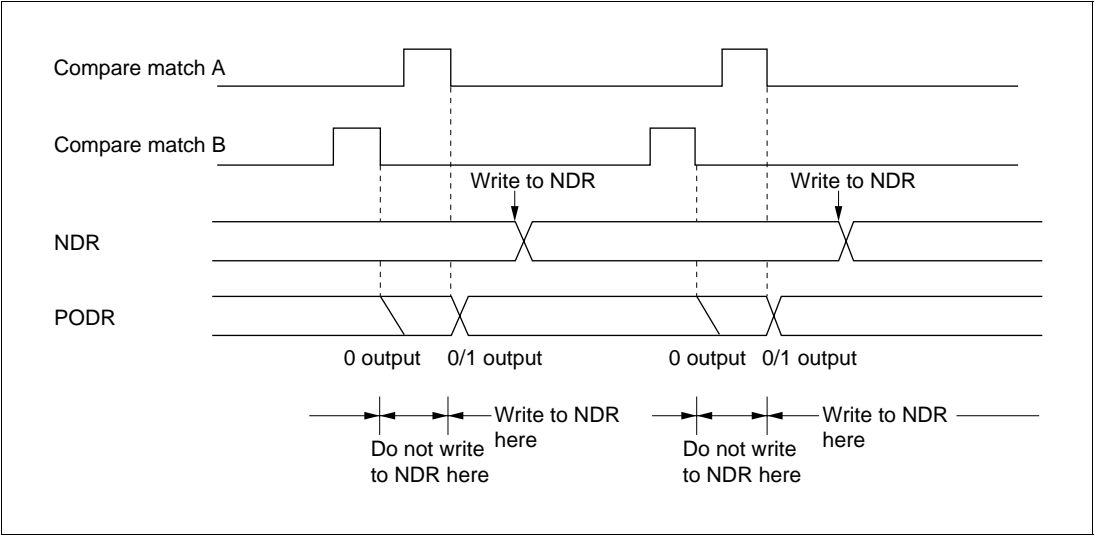 Compare match A
Compare match B
Write to NDR
Write to NDR
NDR
PODR
0 output
0/1 output
0 output
0/1 output
Write to NDR
here
Do not write
to NDR here
Write to NDR
here
Do not write
to NDR here